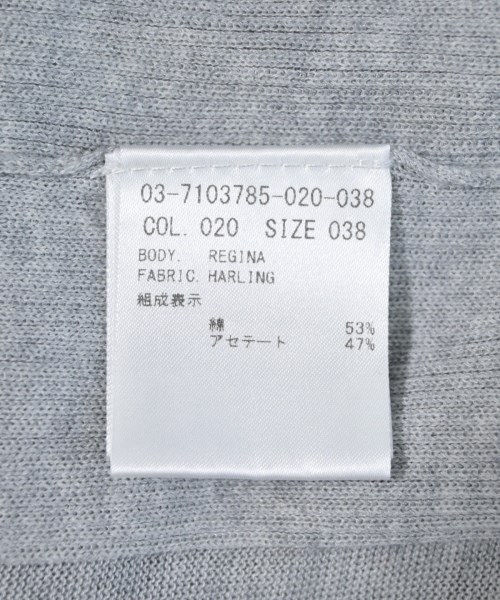 03-7103785-020-038
COL. 020 SIZE 038
BODY. REGINA
FABRIC. HARLING
組成表示
綿 53%
アセテート 47%